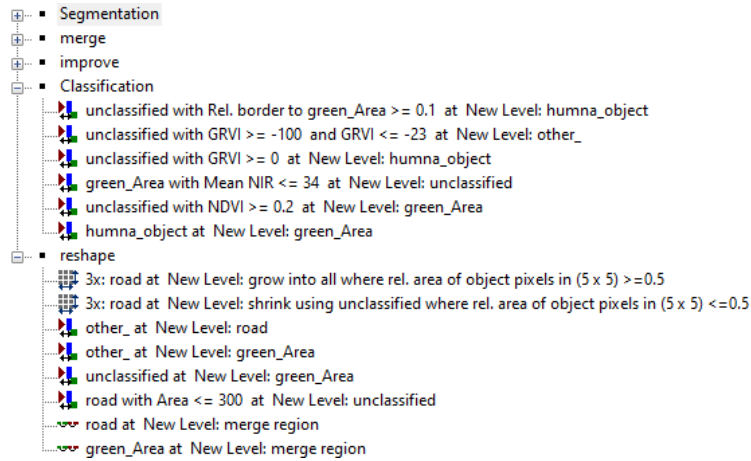 Segmentation
merge
improve
Classification
unclassified with Rel. border to green_Area >= 0.1 at New Level: humna_object
unclassified with GRVI >= -100 and GRVI <= -23 at New Level: other_
unclassified with GRVI >= 0 at New Level: humna_object
green_Area with Mean NIR <= 34 at New Level: unclassified
unclassified with NDVI >= 0.2 at New Level: green_Area
humna_object at New Level: green_Area
reshape
3x: road at New Level: grow into all where rel. area of object pixels in (5 x 5) >=0.5
3x: road at New Level: shrink using unclassified where rel. area of object pixels in (5 x 5) <=0.5
other_ at New Level: road
other_ at New Level: green_Area
unclassified at New Level: green_Area
road with Area <= 300 at New Level: unclassified
road at New Level: merge region
green_Area at New Level: merge region